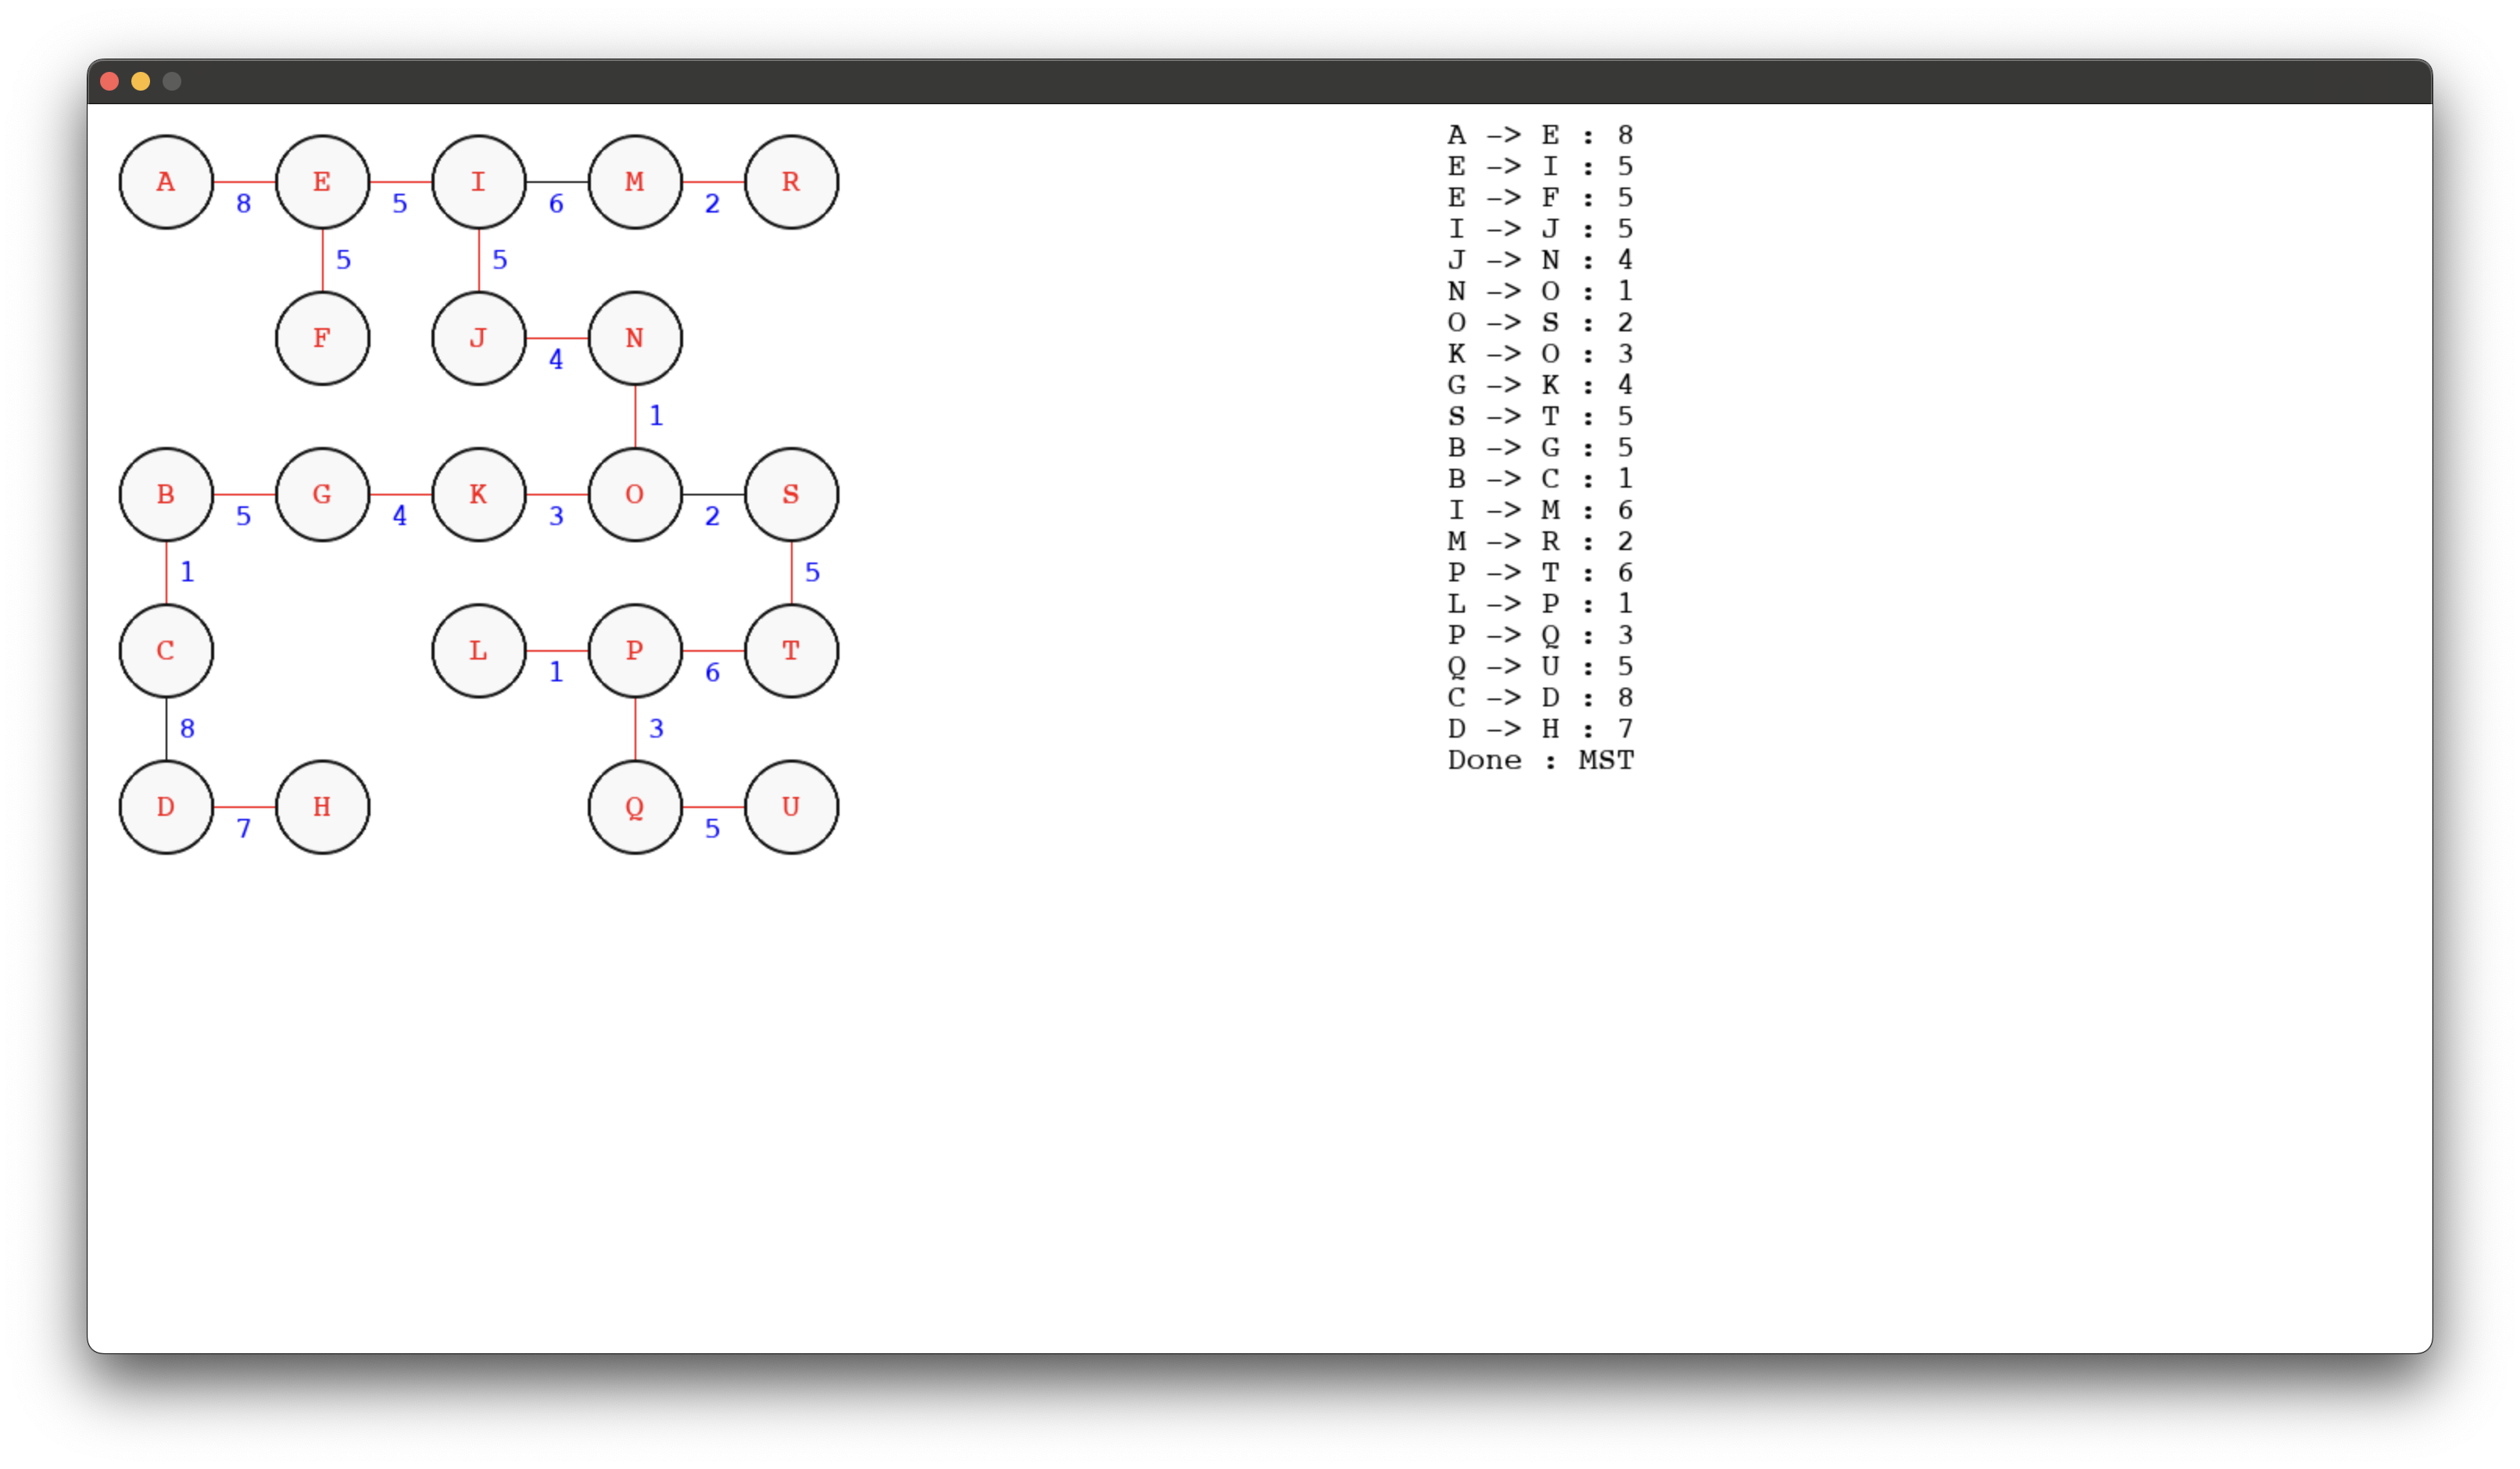 A E I M R
8 5 6 2
5 5
F J N
4
1
B G K O S
5 4 3 2
1 5
C L P T
1 6
8 3
D H Q U
7 5
A -> E : 8
E -> I : 5
E -> F : 5
I -> J : 5
J -> N : 4
N -> O : 1
O -> S : 2
K -> O : 3
G -> K : 4
S -> T : 5
B -> G : 5
B -> C : 1
I -> M : 6
M -> R : 2
P -> T : 6
L -> P : 1
P -> Q : 3
Q -> U : 5
C -> D : 8
D -> H : 7
Done : MST